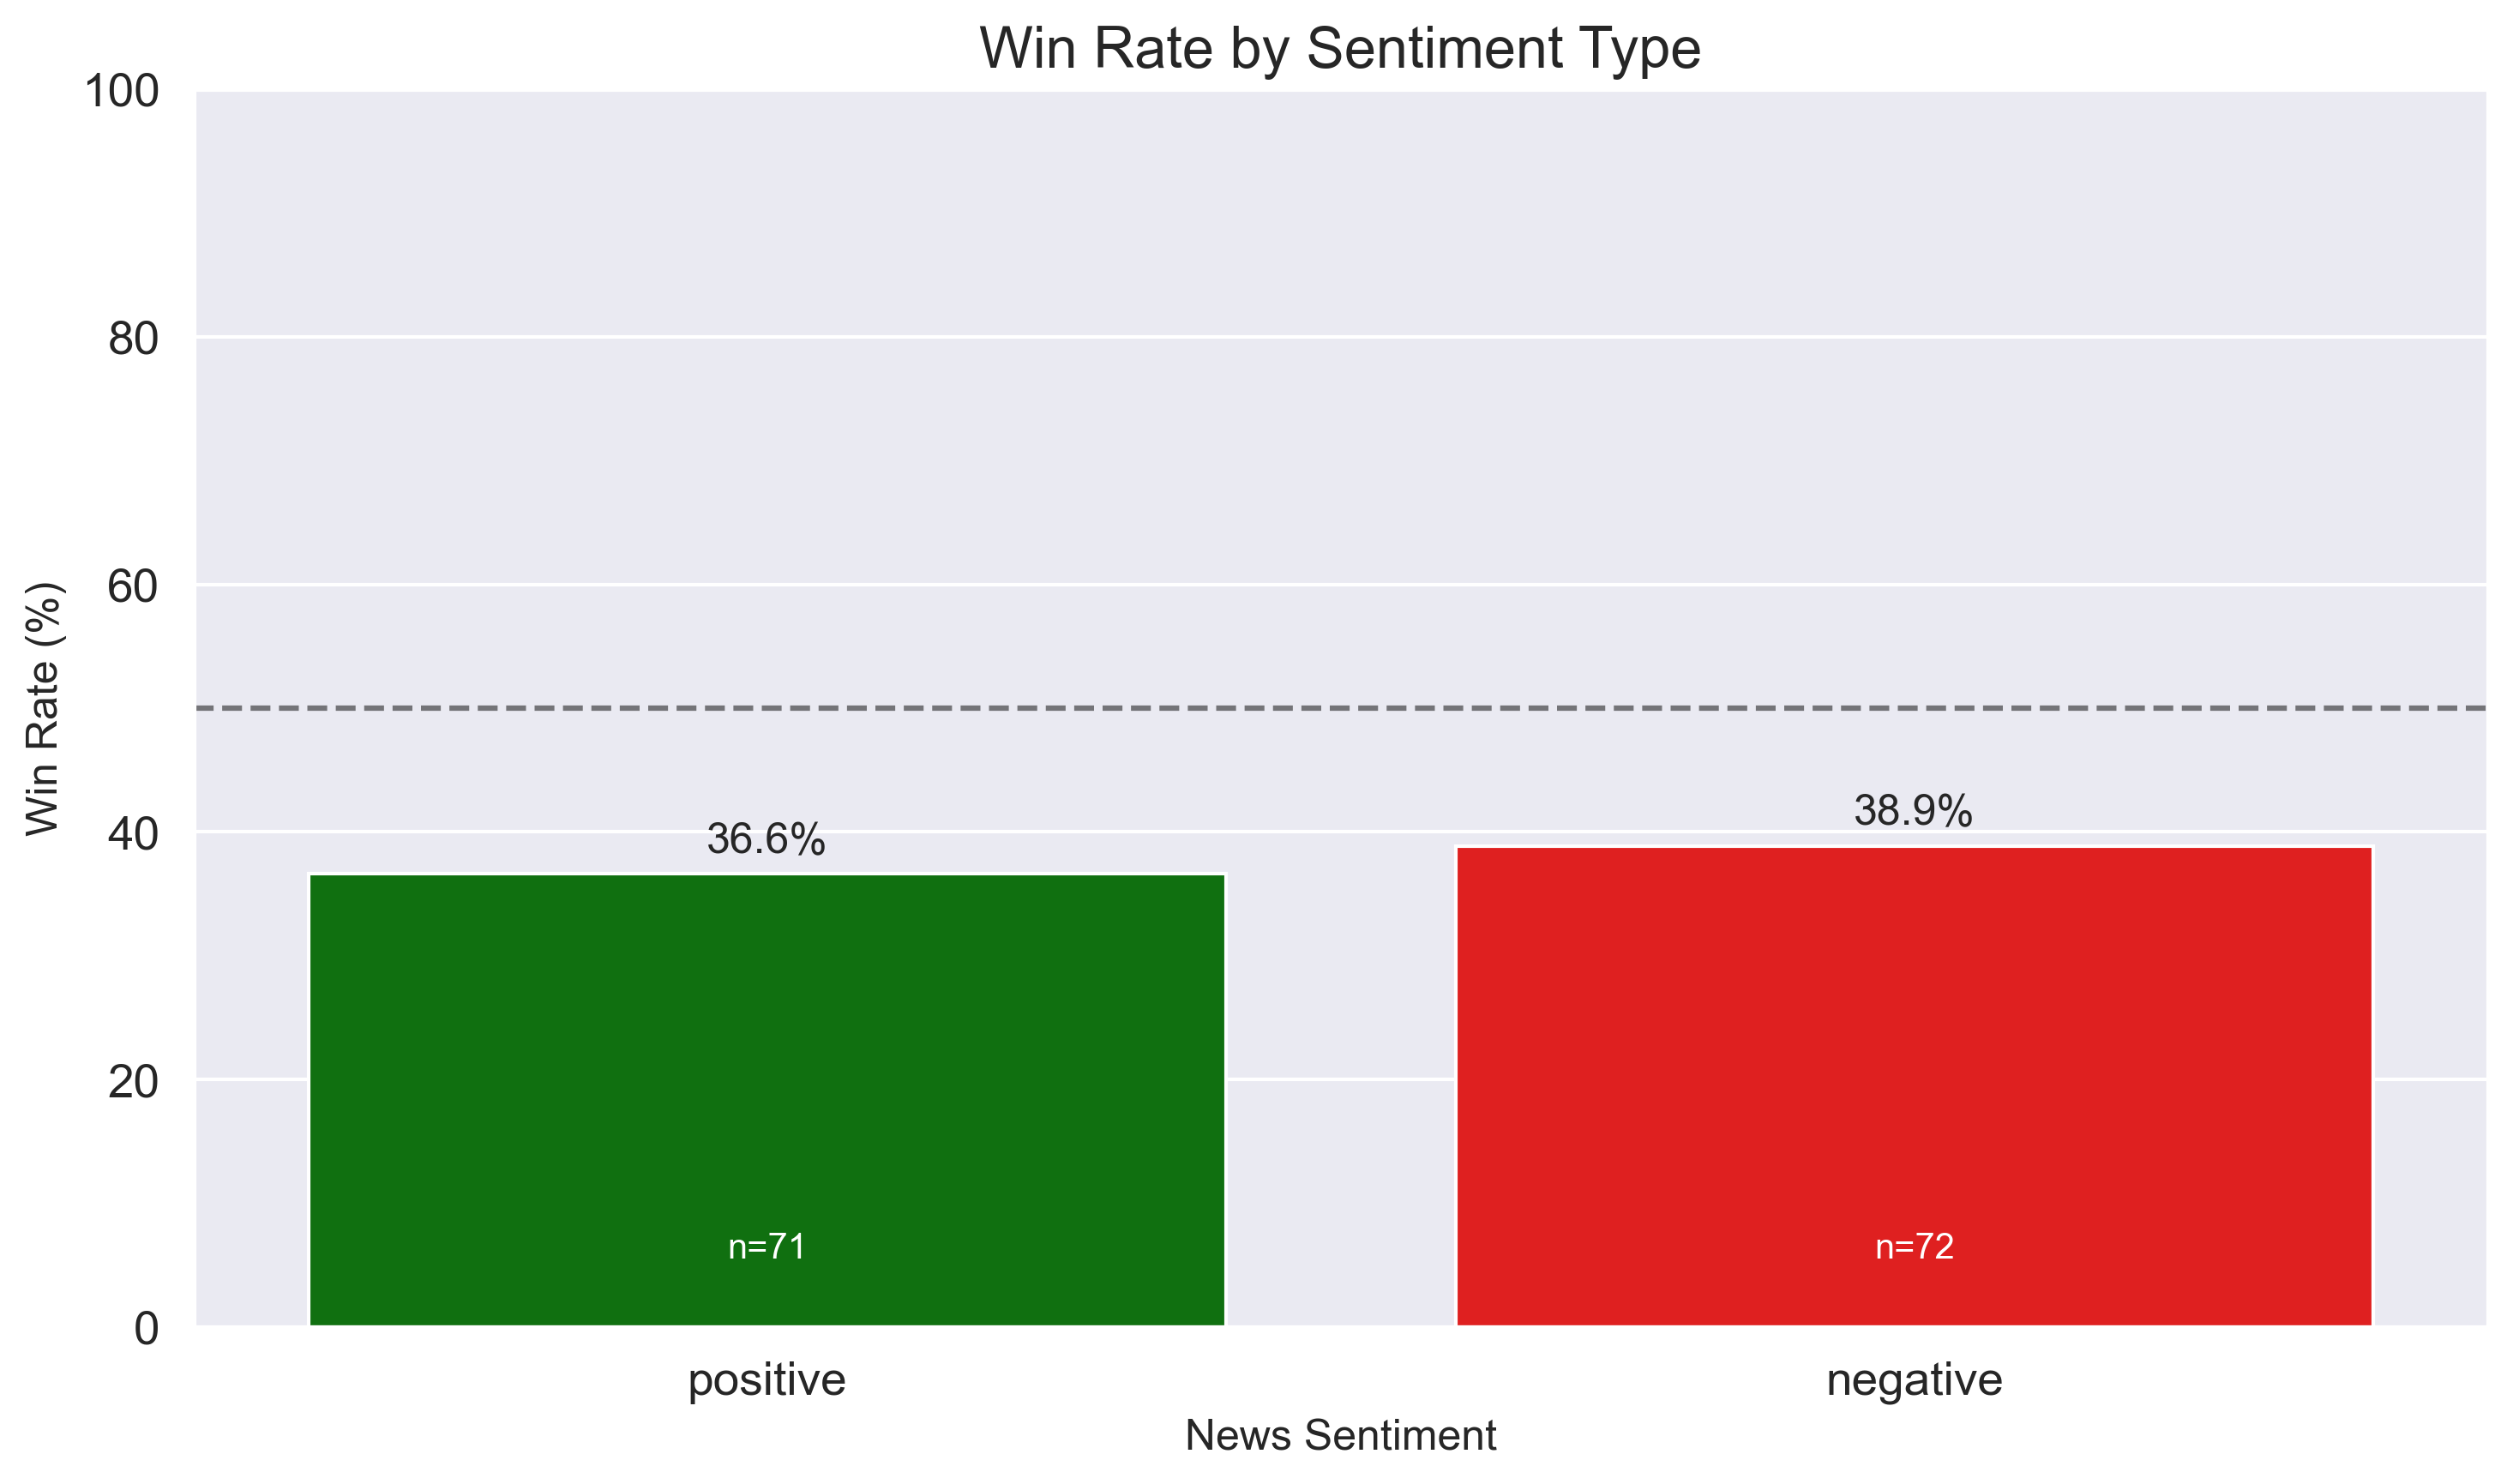 Win Rate by Sentiment Type
100
80
60
40
20
0
Win Rate (%)
36.6%
38.9%
n=71
n=72
positive
negative
News Sentiment